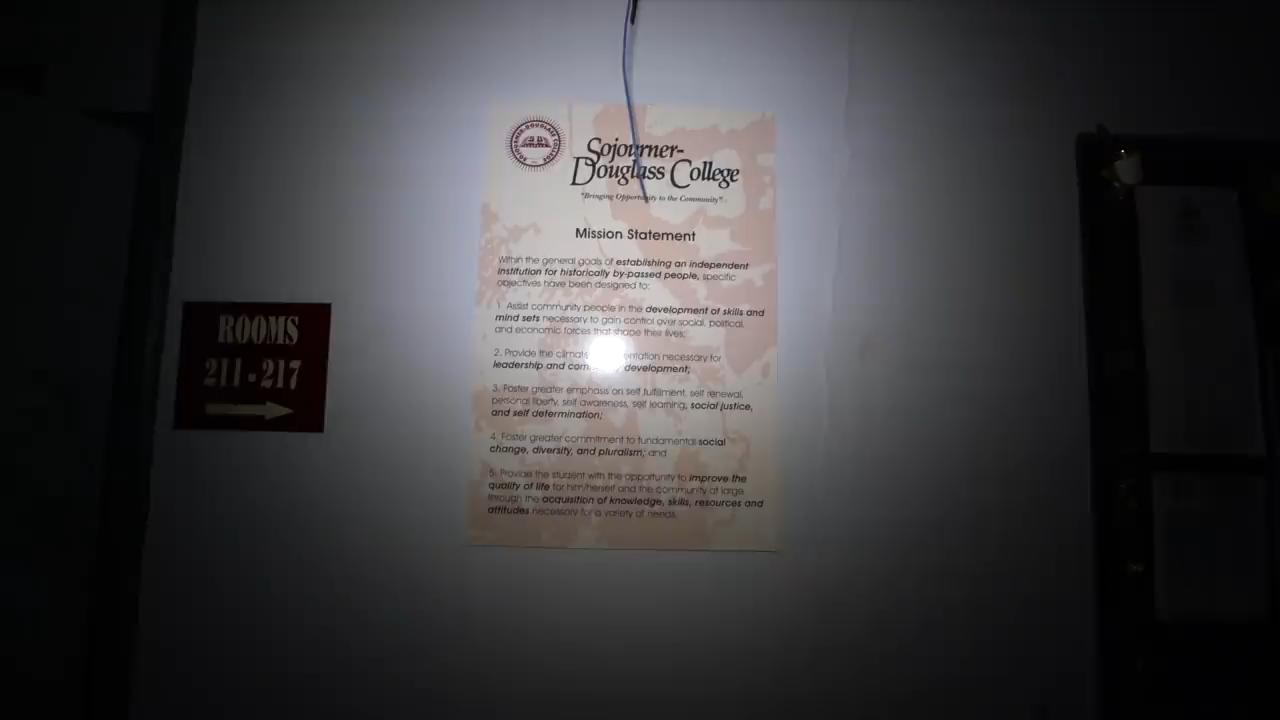 SOJOURNER-DOUGLASS COLLEGE
Sojourner-
Douglass College
"Bringing Opportunity to the Community"
Mission Statement
Within the general goals of establishing an independent
institution for historically by-passed people, specific
objectives have been designed to:
1. Assist community people in the development of skills and
mind sets necessary to gain control over social, political,
and economic forces that shape their lives;
2. Provide the climate necessary for
leadership and development;
3. Foster greater emphasis on self fulfillment, self renewal,
personal liberty, self awareness, self learning, social justice,
and self determination;
4. Foster greater commitment to fundamental social
change, diversity, and pluralism; and
5. Provide the student with the opportunity to improve the
quality of life for him/herself and the community at large
through the acquisition of knowledge, skills, resources and
attitudes necessary for a variety of needs.
ROOMS
211-217